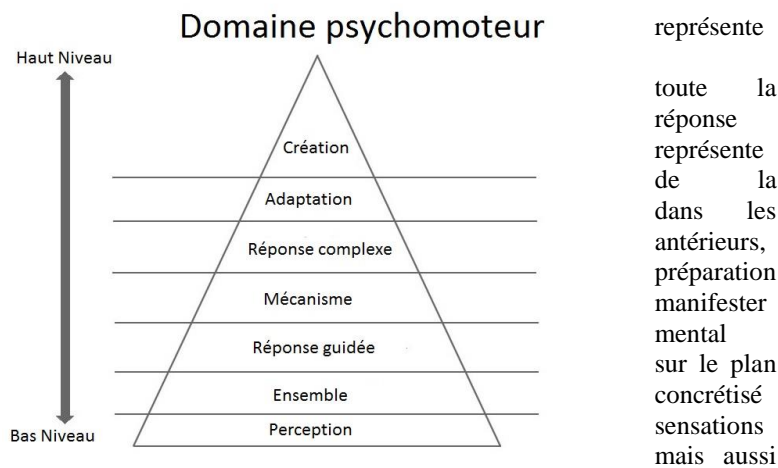 Domaine psychomoteur
Haut Niveau
Création
Adaptation
Réponse complexe
Mécanisme
Réponse guidée
Ensemble
Perception
Bas Niveau
représente
toute la
réponse
représente
de la
dans les
antérieurs,
préparation
manifester
mental
sur le plan
concrétisé
sensations
mais aussi